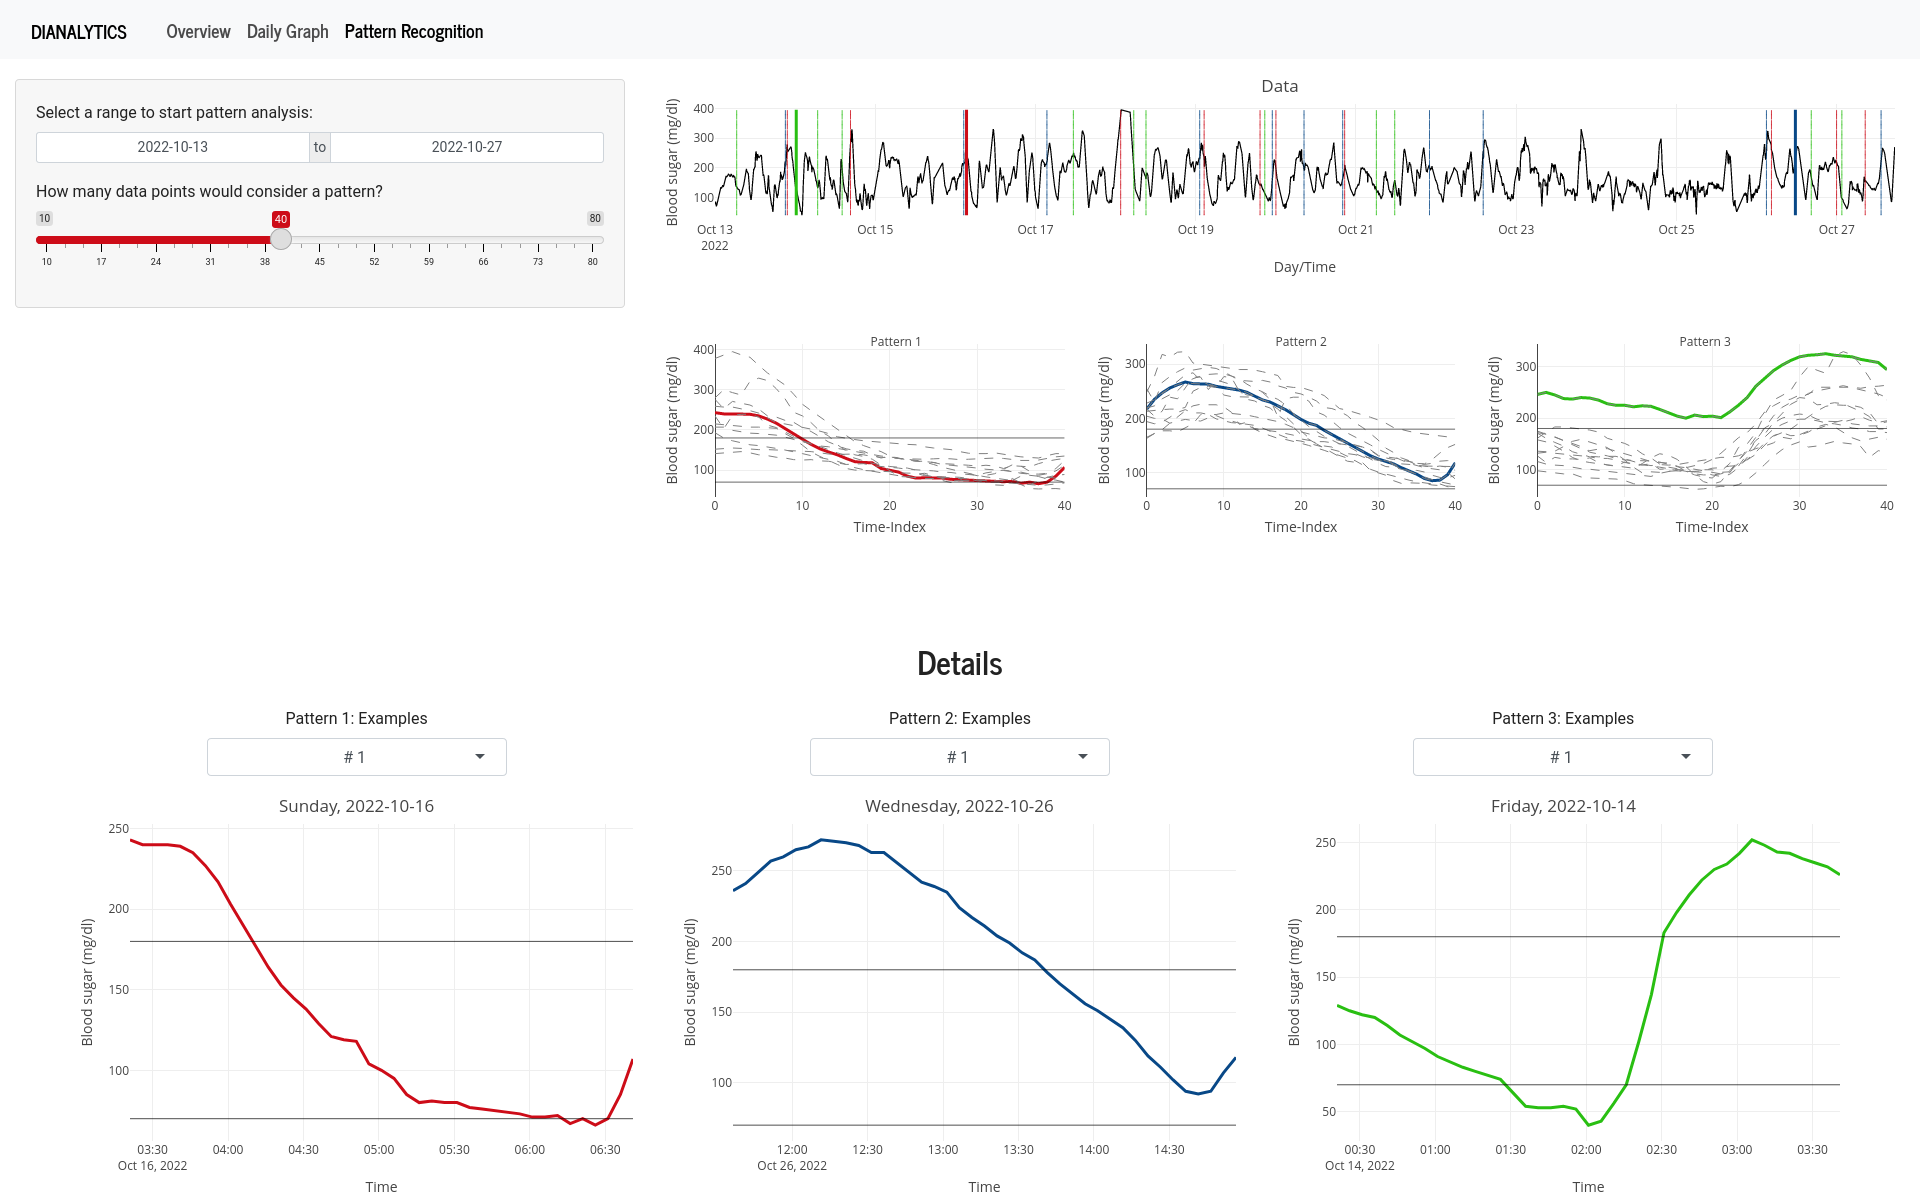 DIANALYTICS Overview Daily Graph Pattern Recognition
Select a range to start pattern analysis:
2022-10-13 to 2022-10-27
How many data points would consider a pattern?
10 40 80
10 17 24 31 38 45 52 59 66 73 80
Data
Blood sugar (mg/dl)
400
300
200
100
Oct 13 Oct 15 Oct 17 Oct 19 Oct 21 Oct 23 Oct 25 Oct 27
2022
Day/Time
Pattern 1
Blood sugar (mg/dl)
400
300
200
100
0 10 20 30 40
Time-Index
Pattern 2
Blood sugar (mg/dl)
300
200
100
0 10 20 30 40
Time-Index
Pattern 3
Blood sugar (mg/dl)
300
200
100
0 10 20 30 40
Time-Index
Details
Pattern 1: Examples
# 1
Sunday, 2022-10-16
Blood sugar (mg/dl)
250
200
150
100
03:30 04:00 04:30 05:00 05:30 06:00 06:30
Oct 16, 2022
Time
Pattern 2: Examples
# 1
Wednesday, 2022-10-26
Blood sugar (mg/dl)
250
200
150
100
12:00 12:30 13:00 13:30 14:00 14:30
Oct 26, 2022
Time
Pattern 3: Examples
# 1
Friday, 2022-10-14
Blood sugar (mg/dl)
250
200
150
100
50
00:30 01:00 01:30 02:00 02:30 03:00 03:30
Oct 14, 2022
Time